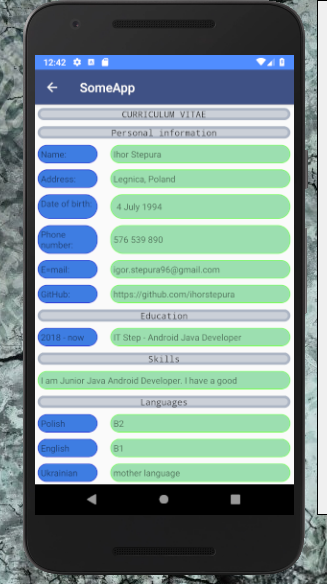 12:42
SomeApp
CURRICULUM VITAE
Personal information
Name: Ihor Stepura
Address: Legnica, Poland
Date of birth: 4 July 1994
Phone
number: 576 539 890
E=mail: igor.stepura96@gmail.com
GitHub: https://github.com/ihorstepura
Education
2018 - now IT Step - Android Java Developer
Skills
I am Junior Java Android Developer. I have a good
Languages
Polish B2
English B1
Ukrainian mother language